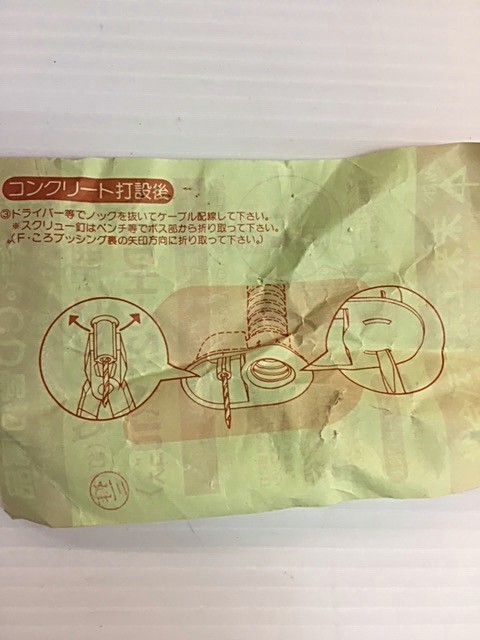 コンクリート打設後
③ドライバー等でノックを抜いてケーブル配線して下さい。
※スクリュー釘はペンチ等でボス部から折り取って下さい。
(F・ころブッシング裏の矢印方向に折り取って下さい。)